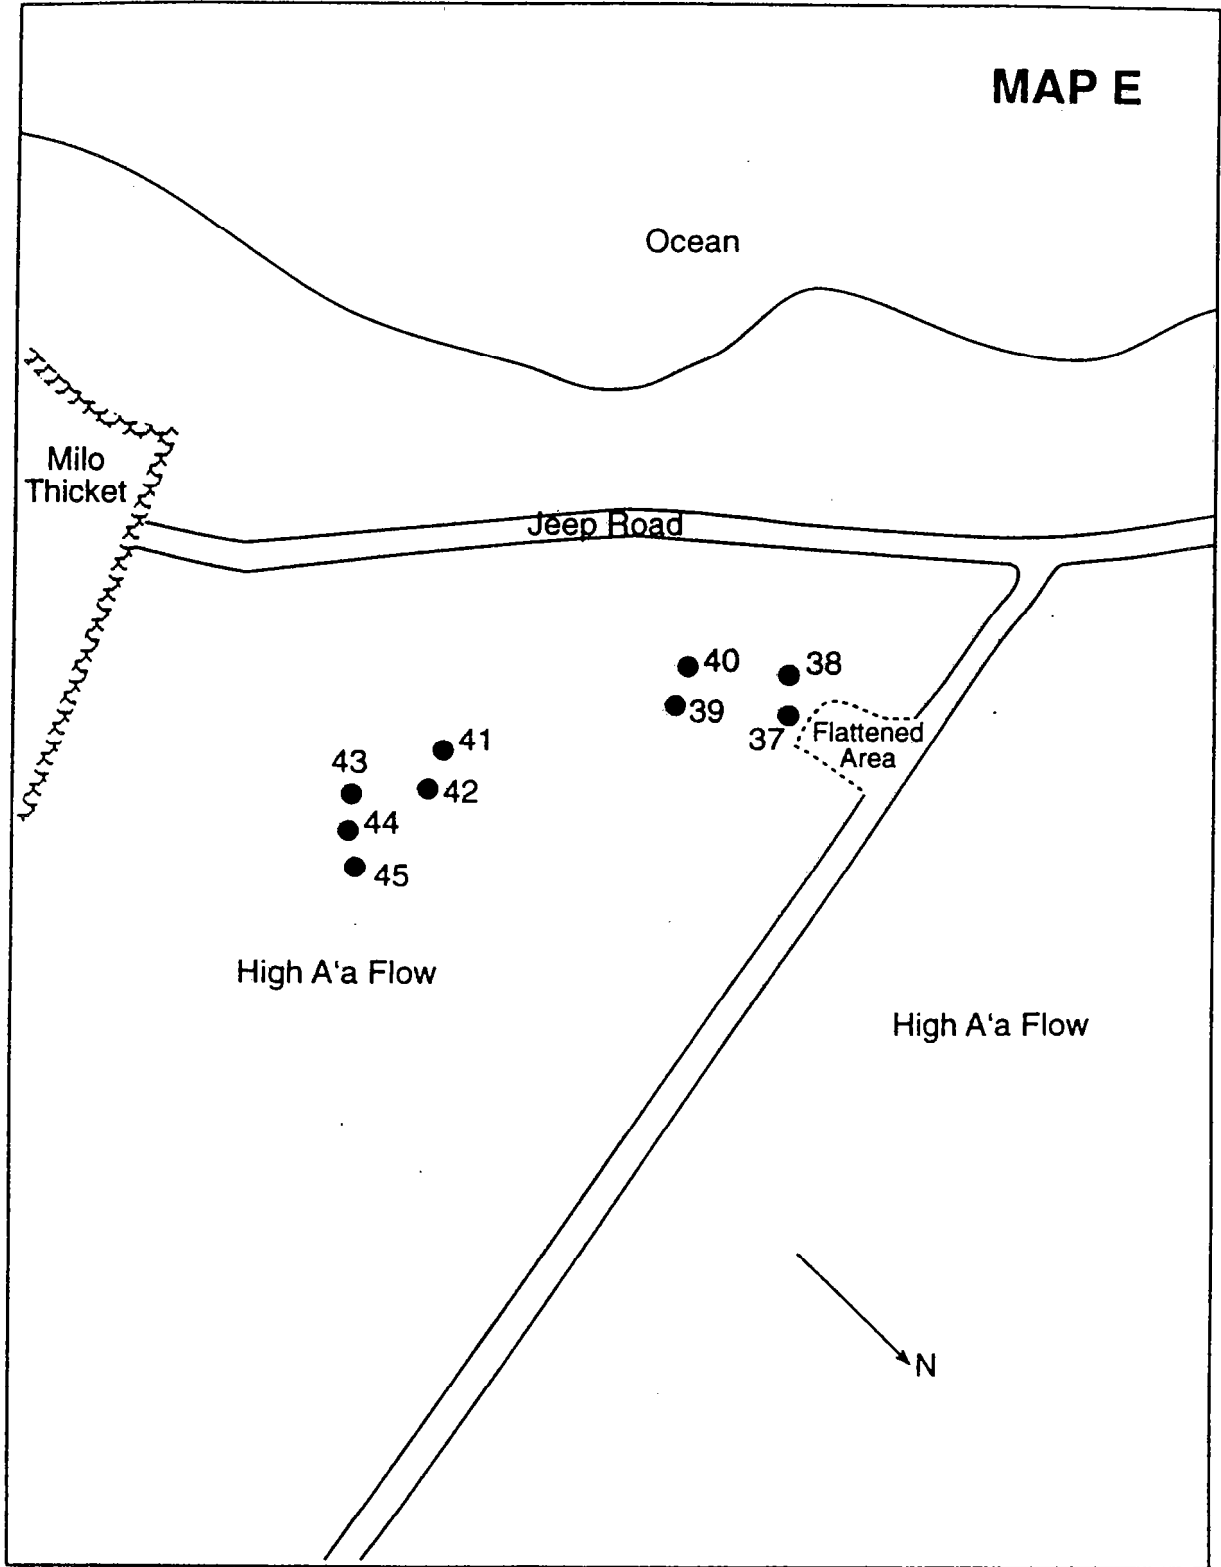 MAP E
Ocean
Milo
Thicket
Jeep Road
40
38
39
37
Flattened
Area
41
43
42
44
45
High A‘a Flow
High A‘a Flow
N